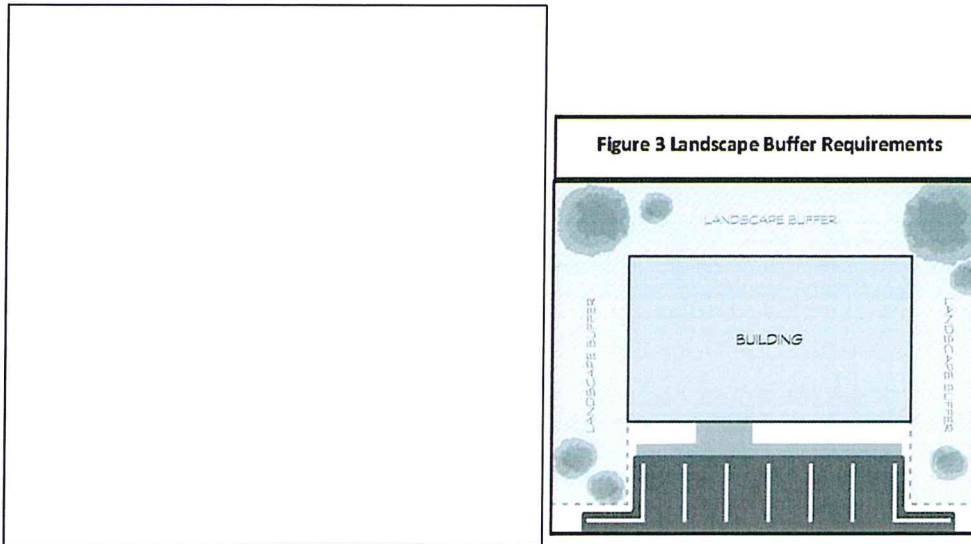 Figure 3 Landscape Buffer Requirements
LANDSCAPE BUFFER
LANDSCAPE BUFFER
BUILDING
LANDSCAPE BUFFER